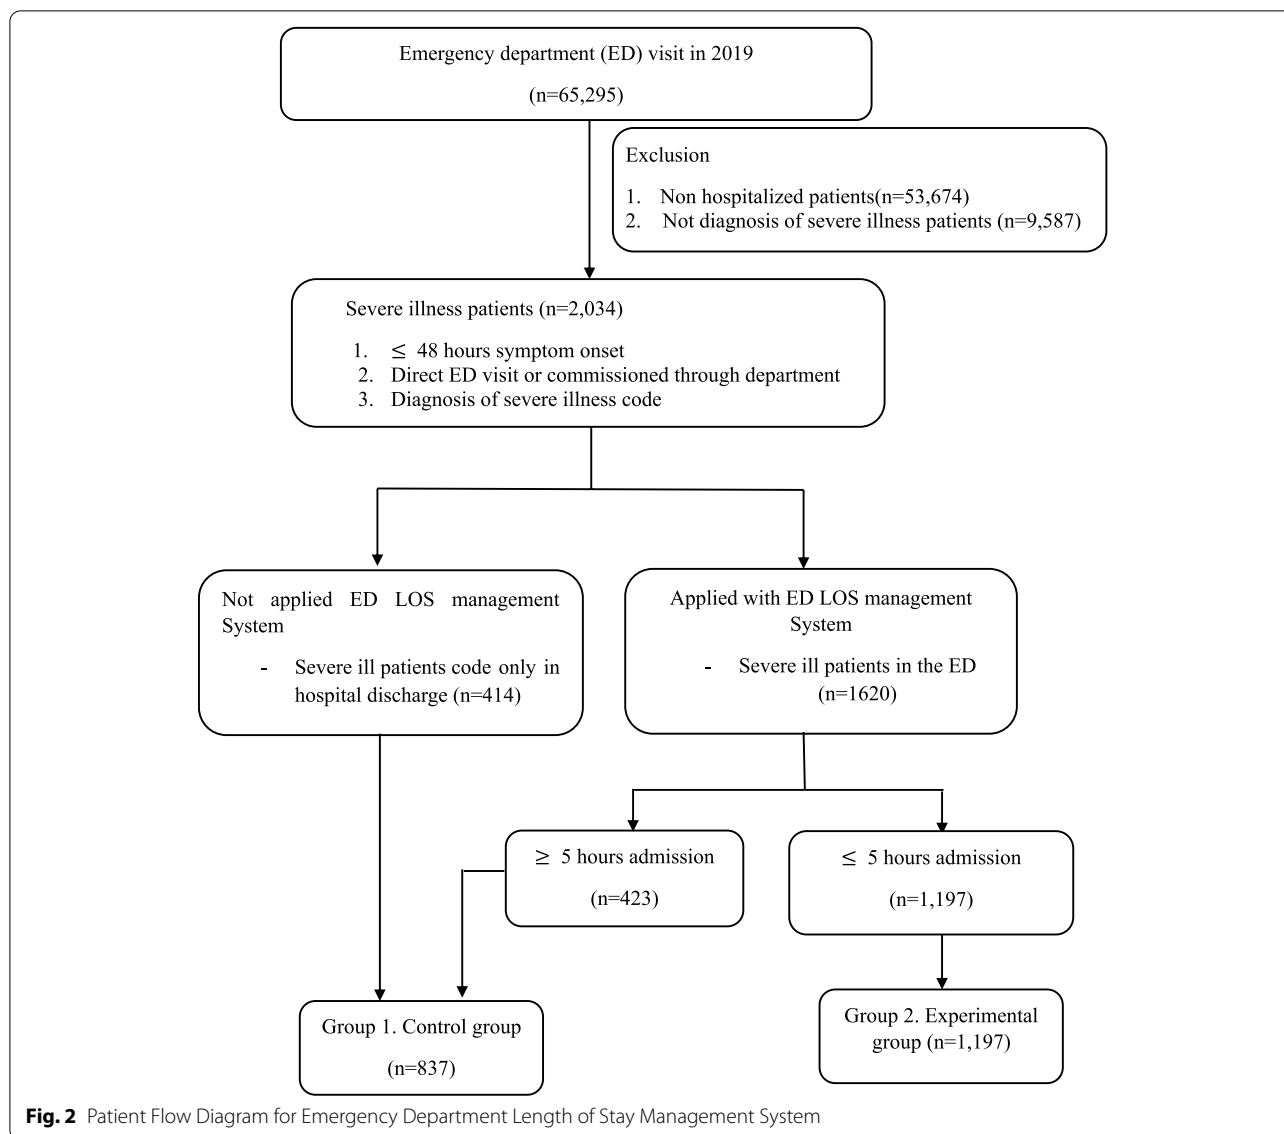 Emergency department (ED) visit in 2019
(n=65,295)
Exclusion
1. Non hospitalized patients(n=53,674)
2. Not diagnosis of severe illness patients (n=9,587)
Severe illness patients (n=2,034)
1. ≤ 48 hours symptom onset
2. Direct ED visit or commissioned through department
3. Diagnosis of severe illness code
Not applied ED LOS management
System
- Severe ill patients code only in
hospital discharge (n=414)
Applied with ED LOS management
System
- Severe ill patients in the ED
(n=1620)
≥ 5 hours admission
(n=423)
≤ 5 hours admission
(n=1,197)
Group 1. Control group
(n=837)
Group 2. Experimental
group (n=1,197)
Fig. 2 Patient Flow Diagram for Emergency Department Length of Stay Management System